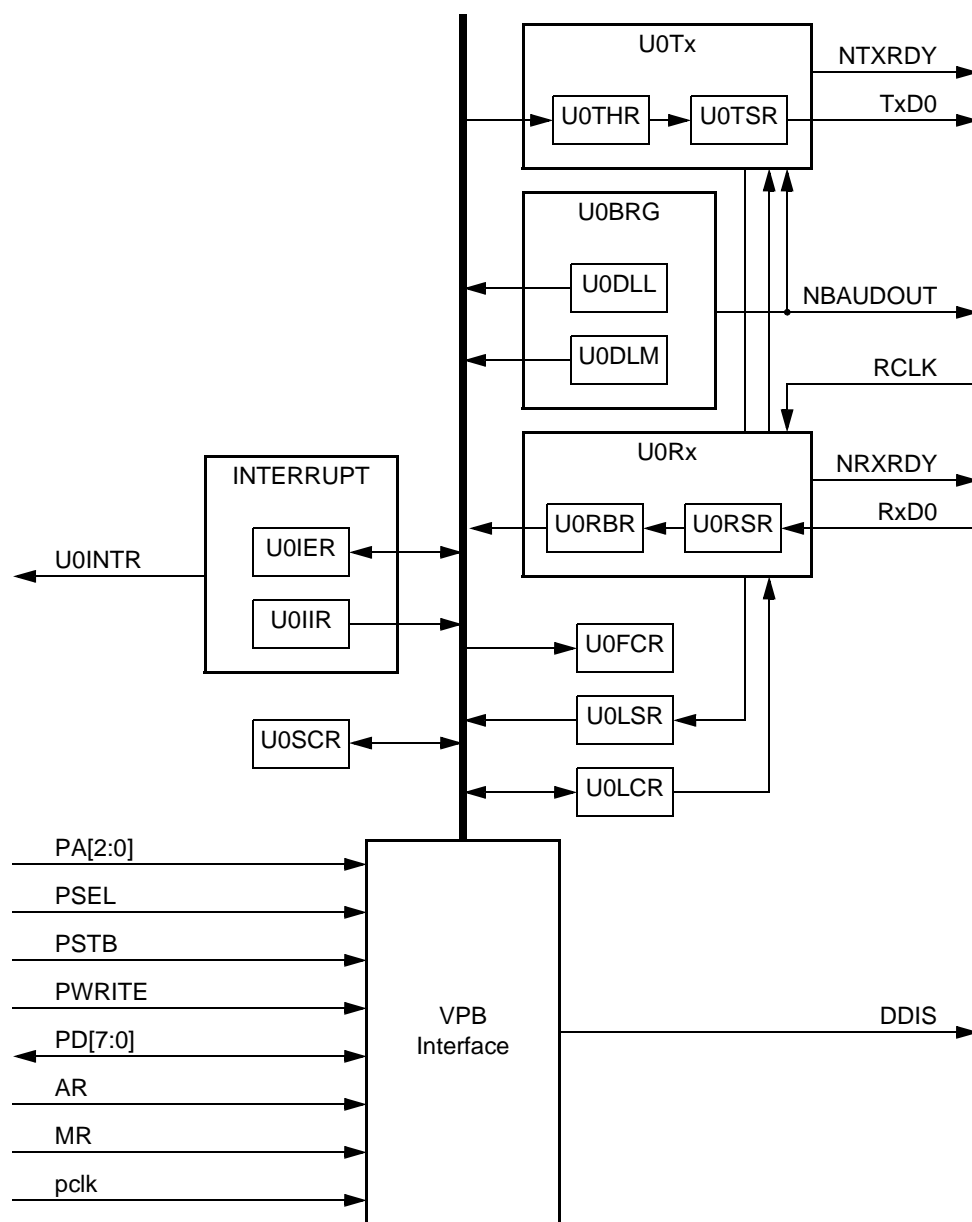 U0Tx
NTXRDY
U0THR
U0TSR
TxD0
U0BRG
U0DLL
NBAUDOUT
U0DLM
RCLK
U0Rx
NRXRDY
U0RBR
U0RSR
RxD0
INTERRUPT
U0IER
U0INTR
U0IIR
U0FCR
U0LSR
U0SCR
U0LCR
PA[2:0]
PSEL
PSTB
PWRITE
PD[7:0]
AR
MR
pclk
VPB
Interface
DDIS